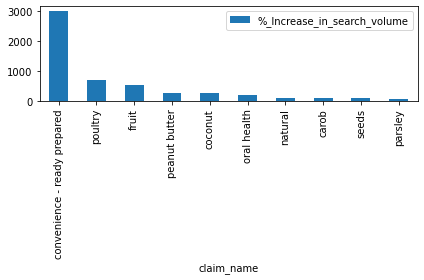 3000
2000
1000
0
%_Increase_in_search_volume
convenience - ready prepared
poultry
fruit
peanut butter
coconut
oral health
natural
carob
seeds
parsley
claim_name